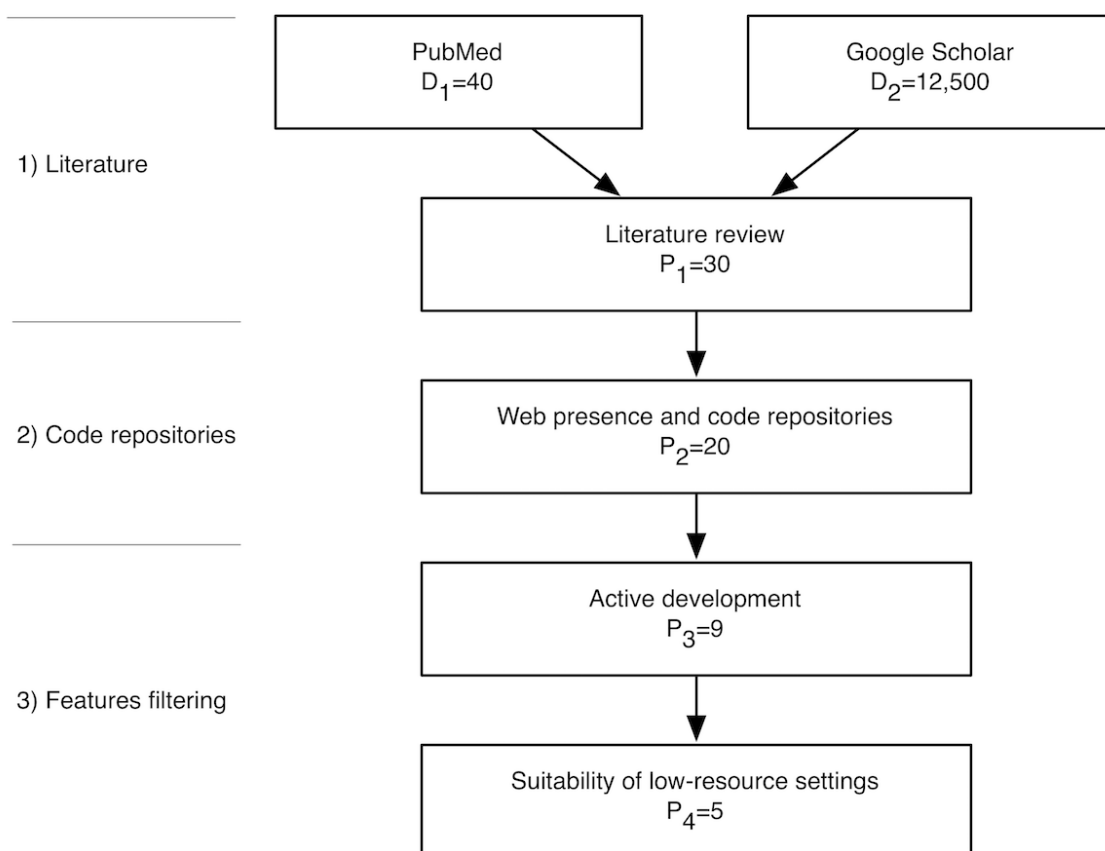 PubMed
D₁=40
Google Scholar
D₂=12,500
1) Literature
Literature review
P₁=30
2) Code repositories
Web presence and code repositories
P₂=20
Active development
P₃=9
3) Features filtering
Suitability of low-resource settings
P₄=5